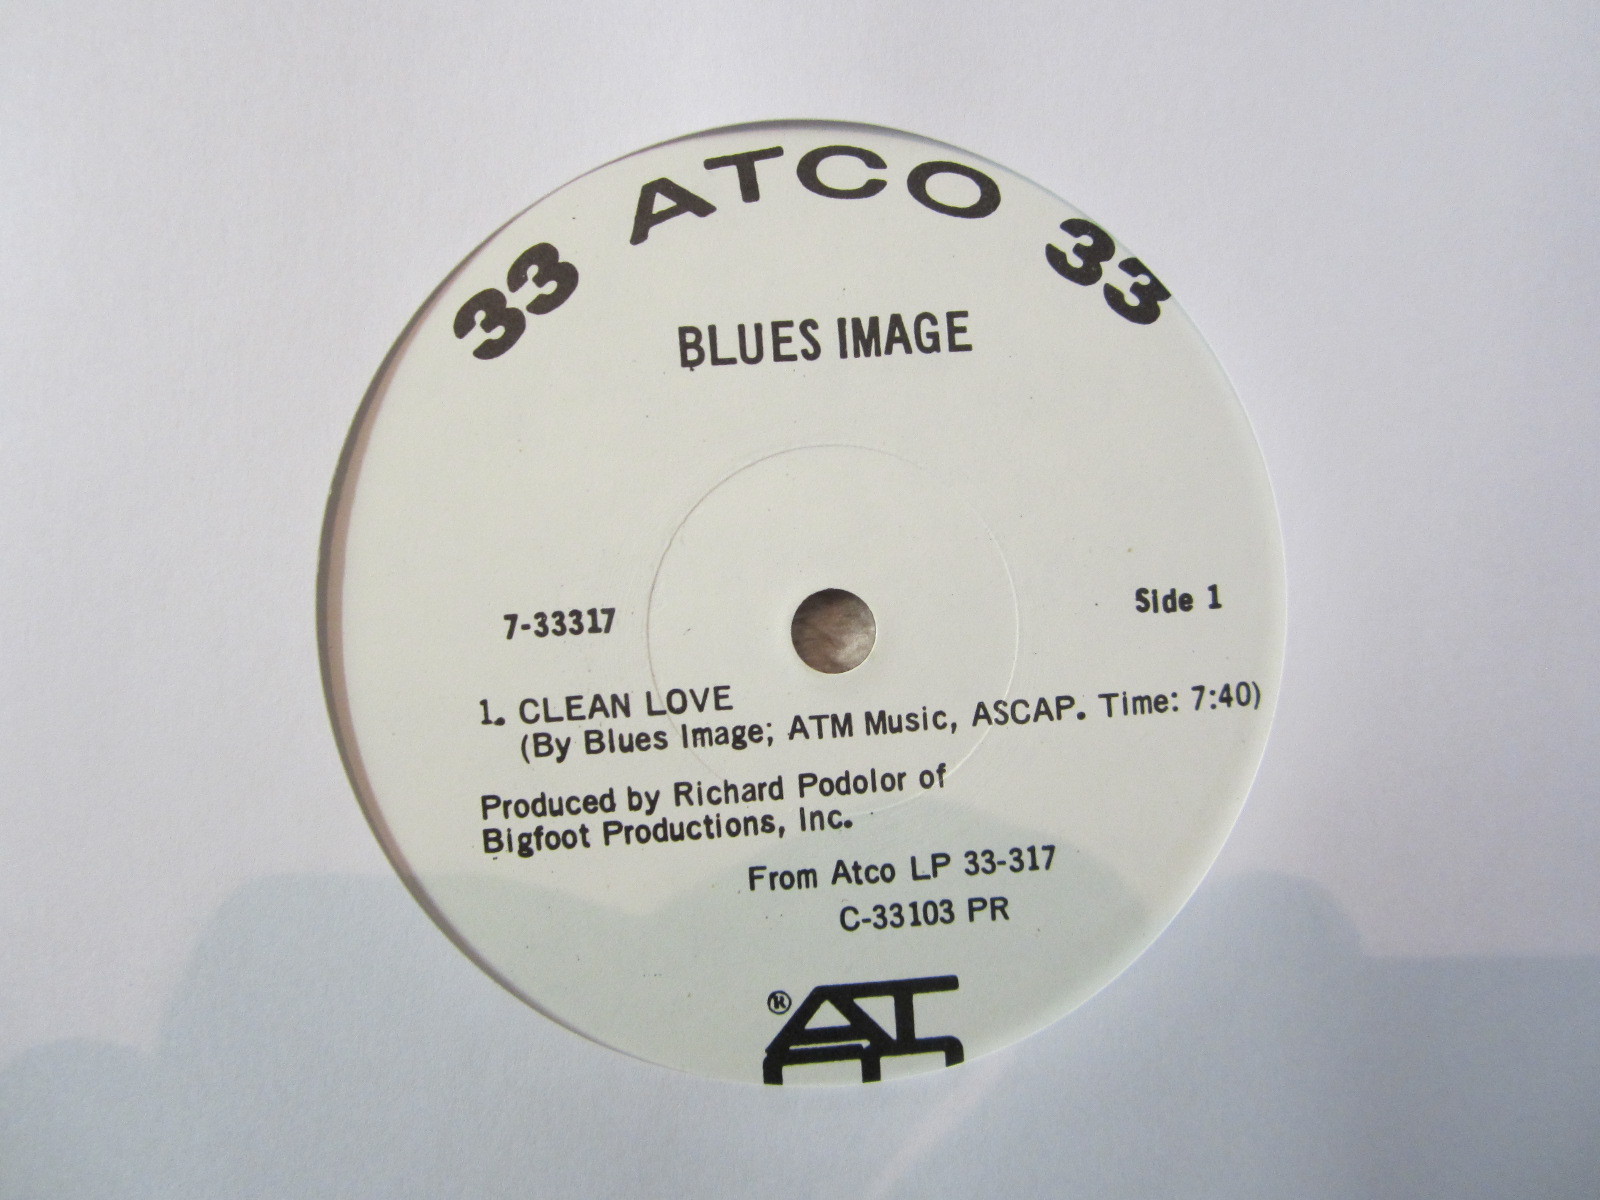 33 ATCO 33
BLUES IMAGE
7-33317 Side 1
1. CLEAN LOVE
(By Blues Image; ATM Music, ASCAP. Time: 7:40)
Produced by Richard Podolor of
Bigfoot Productions, Inc.
From Atco LP 33-317
C-33103 PR
® AT